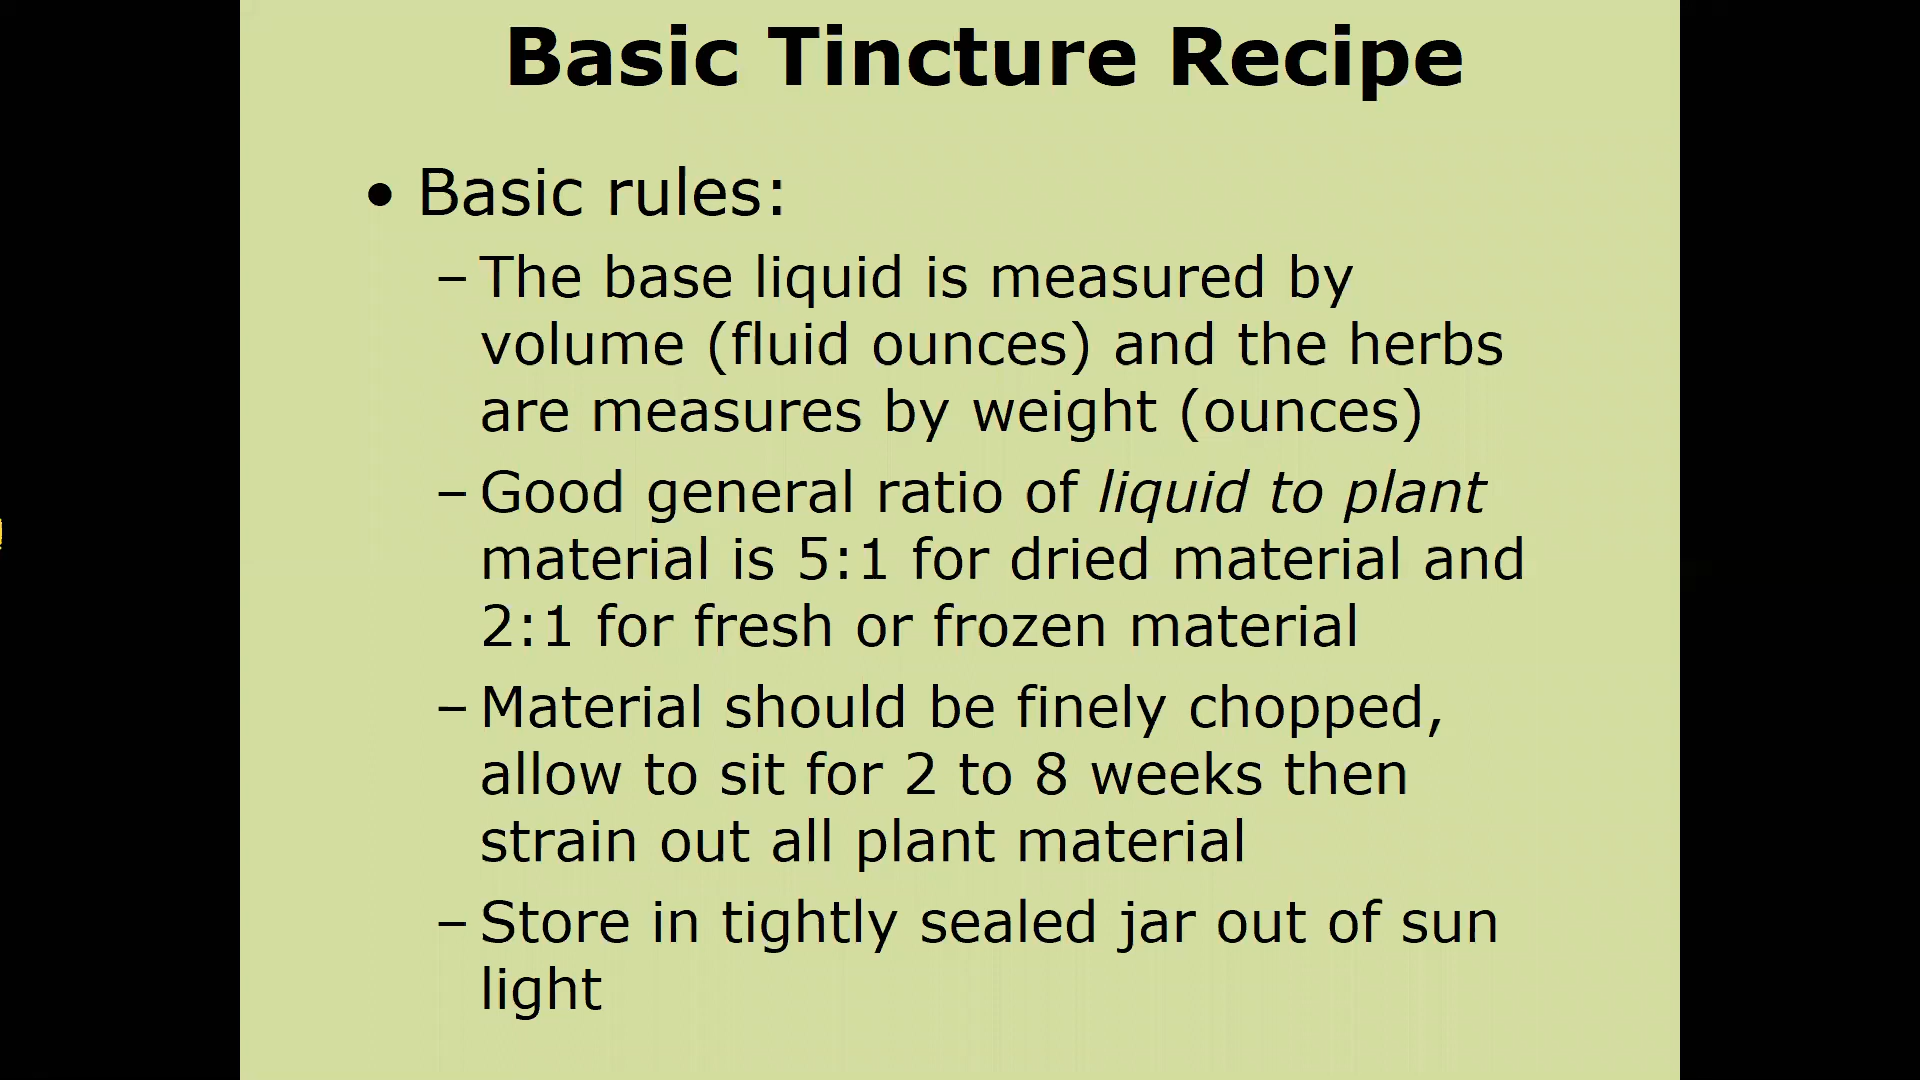 Basic Tincture Recipe
• Basic rules:
– The base liquid is measured by
volume (fluid ounces) and the herbs
are measures by weight (ounces)
– Good general ratio of liquid to plant
material is 5:1 for dried material and
2:1 for fresh or frozen material
– Material should be finely chopped,
allow to sit for 2 to 8 weeks then
strain out all plant material
– Store in tightly sealed jar out of sun
light